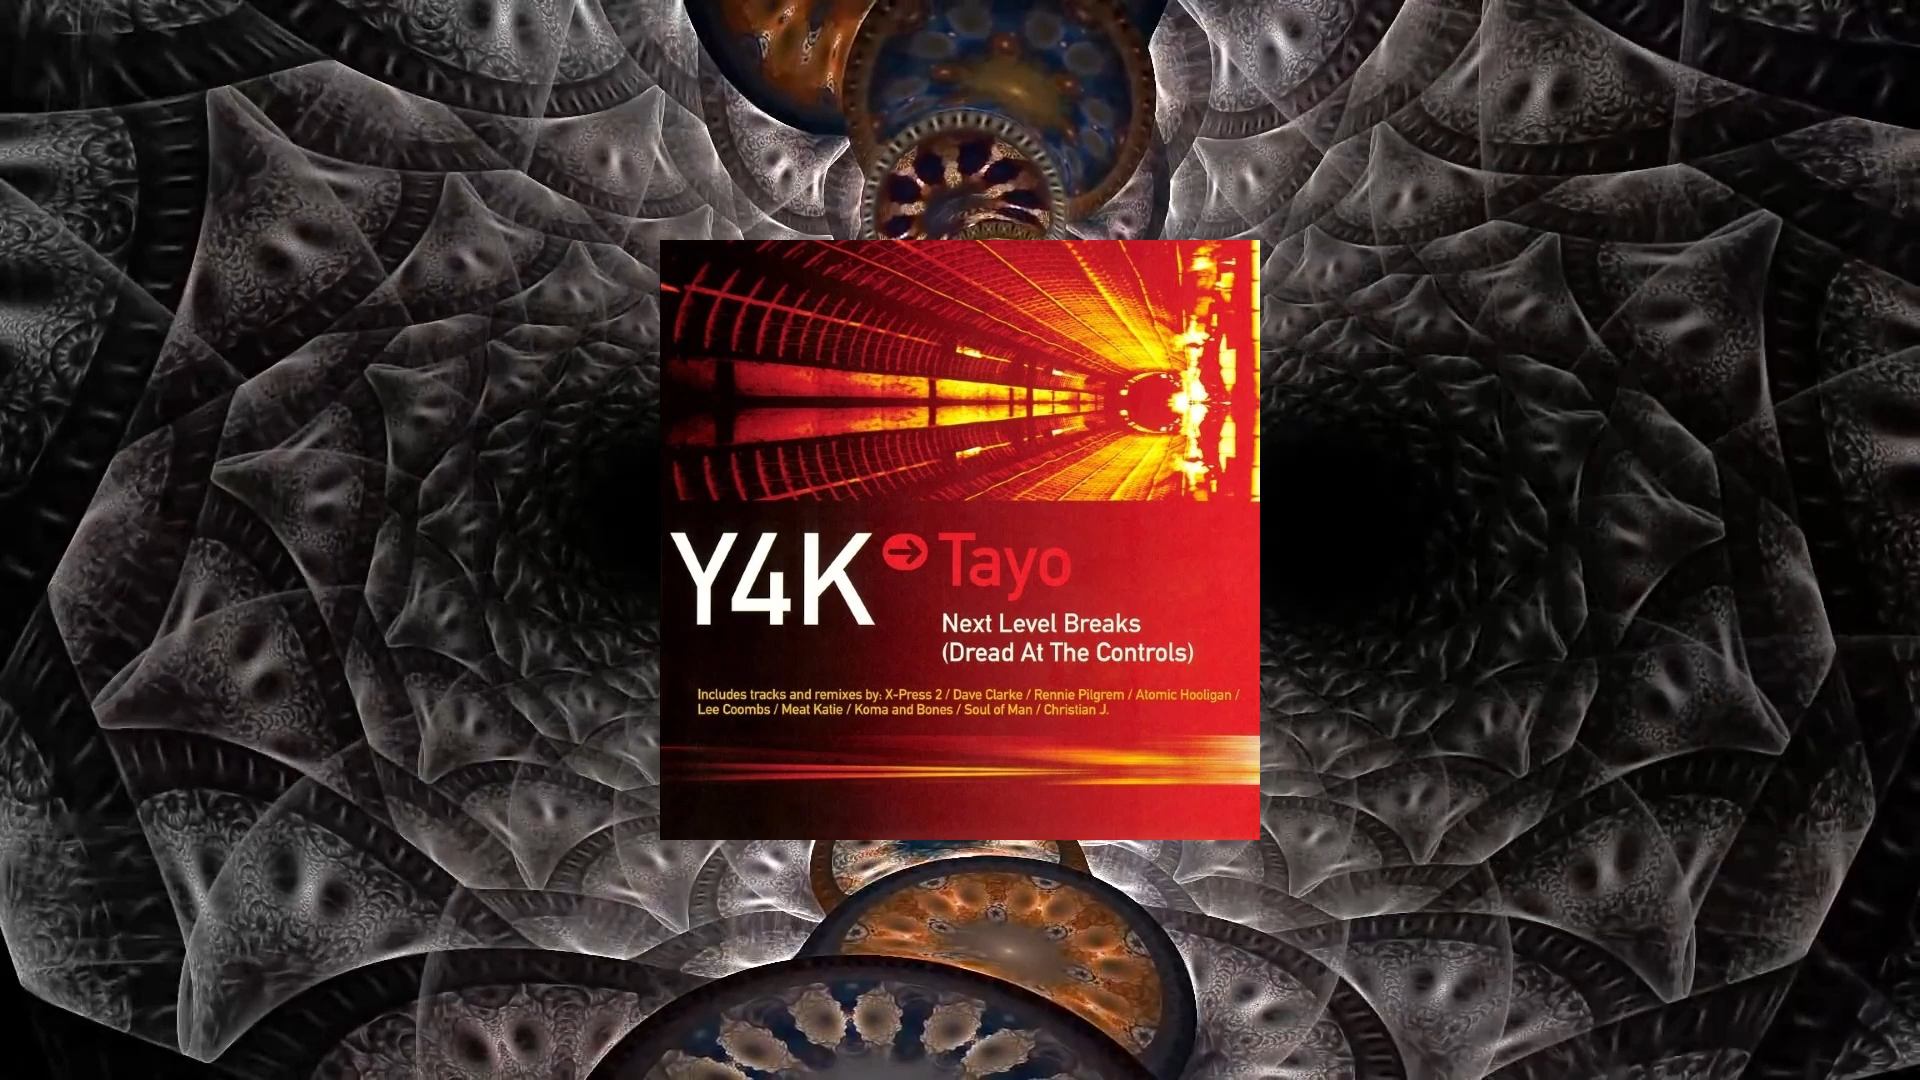 Y4K
Tayo
Next Level Breaks
(Dread At The Controls)
Includes tracks and remixes by: X-Press 2 / Dave Clarke / Rennie Pilgrem / Atomic Hooligan /
Lee Coombs / Meat Katie / Koma and Bones / Soul of Man / Christian J.